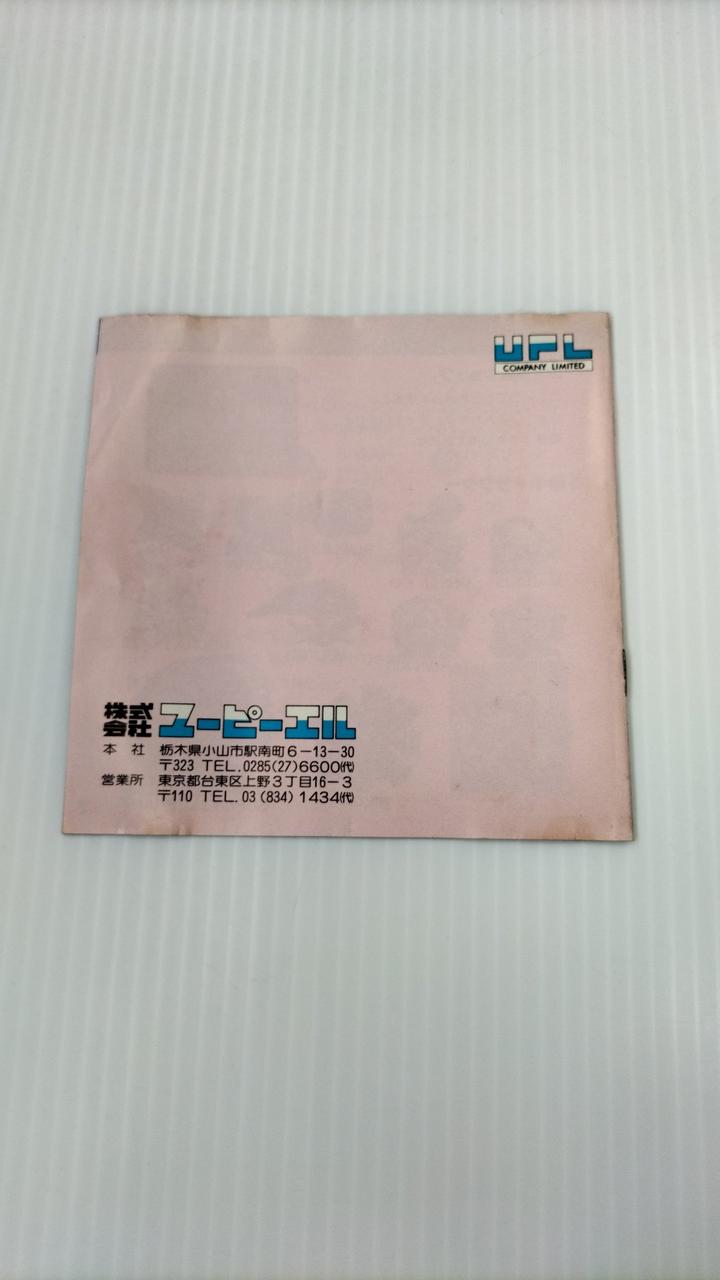 UPL
COMPANY LIMITED
株式会社 ユーピーエル
本 社 栃木県小山市駅南町6-13-30
〒323 TEL.0285(27)6600㈹
営業所 東京都台東区上野3丁目16-3
〒110 TEL.03(834)1434㈹